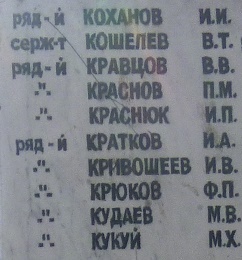 ряд-й КОХАНОВ И.И.
серж-т КОШЕЛЕВ В.Т.
ряд-й КРАВЦОВ В.В.
.". КРАСНОВ П.М.
.". КРАСНЮК И.П.
ряд-й КРАТКОВ И.А.
.". КРИВОШЕЕВ И.В.
.". КРЮКОВ Ф.П.
.". КУДАЕВ М.В.
.". КУКУЙ М.Х.